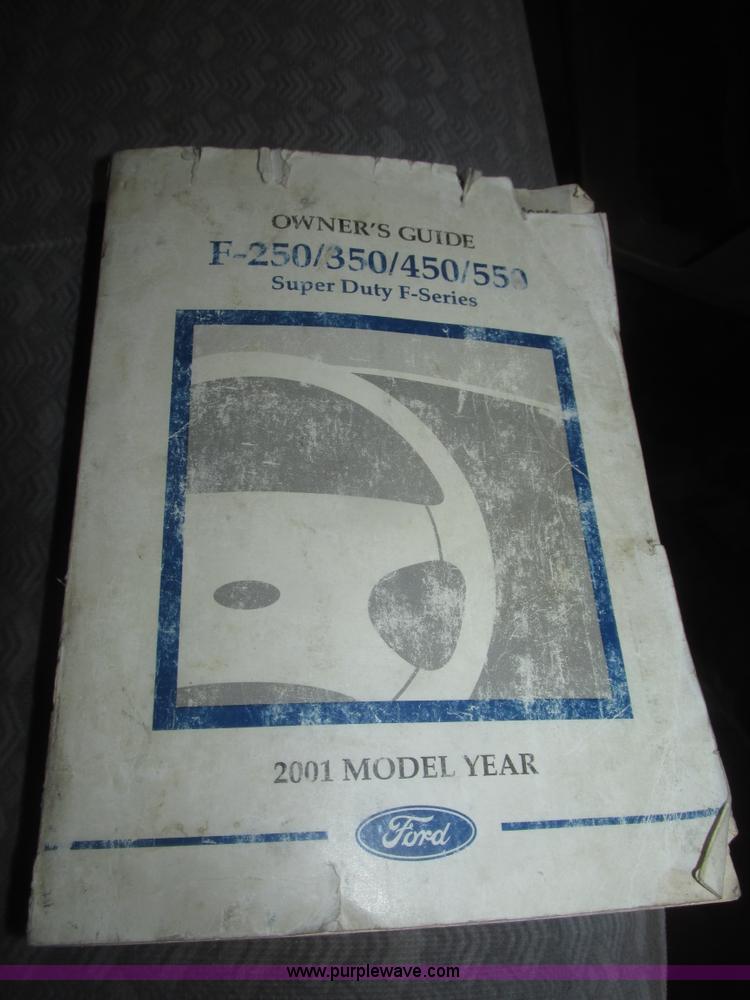 OWNER'S GUIDE
F-250/350/450/550
Super Duty F-Series
2001 MODEL YEAR
Ford
www.purplewave.com